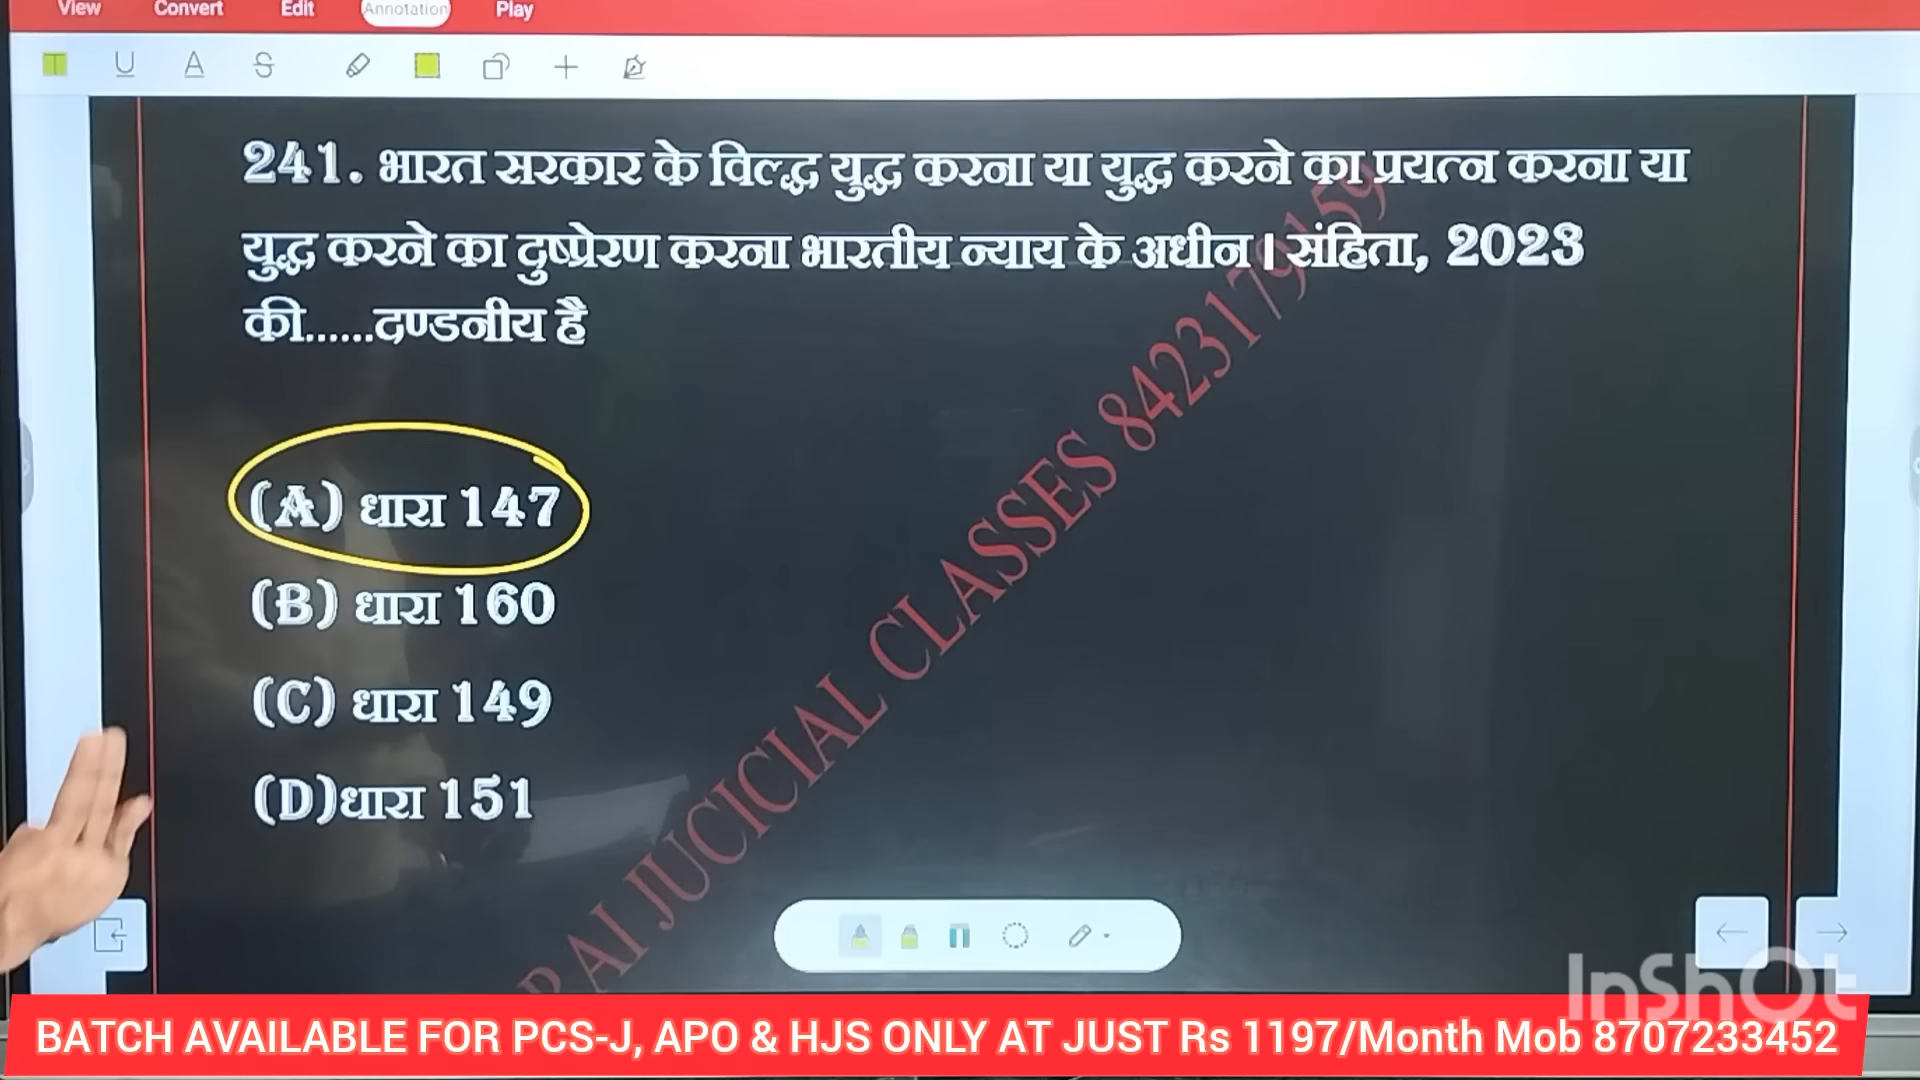 View Convert Edit Annotation Play
241. भारत सरकार के विरुद्ध युद्ध करना या युद्ध करने का प्रयत्न करना या
युद्ध करने का दुष्प्रेरण करना भारतीय न्याय के अधीन। संहिता, 2023
की......दण्डनीय है
(A) धारा 147
(B) धारा 160
(C) धारा 149
(D)धारा 151
RAI JUCICIAL CLASSES 8423179159
InShOt
BATCH AVAILABLE FOR PCS-J, APO & HJS ONLY AT JUST Rs 1197/Month Mob 8707233452